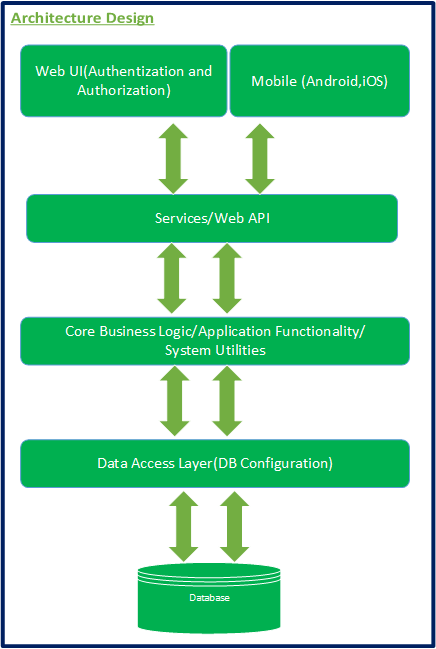 Architecture Design
Web UI(Authentization and
Authorization)
Mobile (Android,iOS)
Services/Web API
Core Business Logic/Application Functionality/
System Utilities
Data Access Layer(DB Configuration)
Database